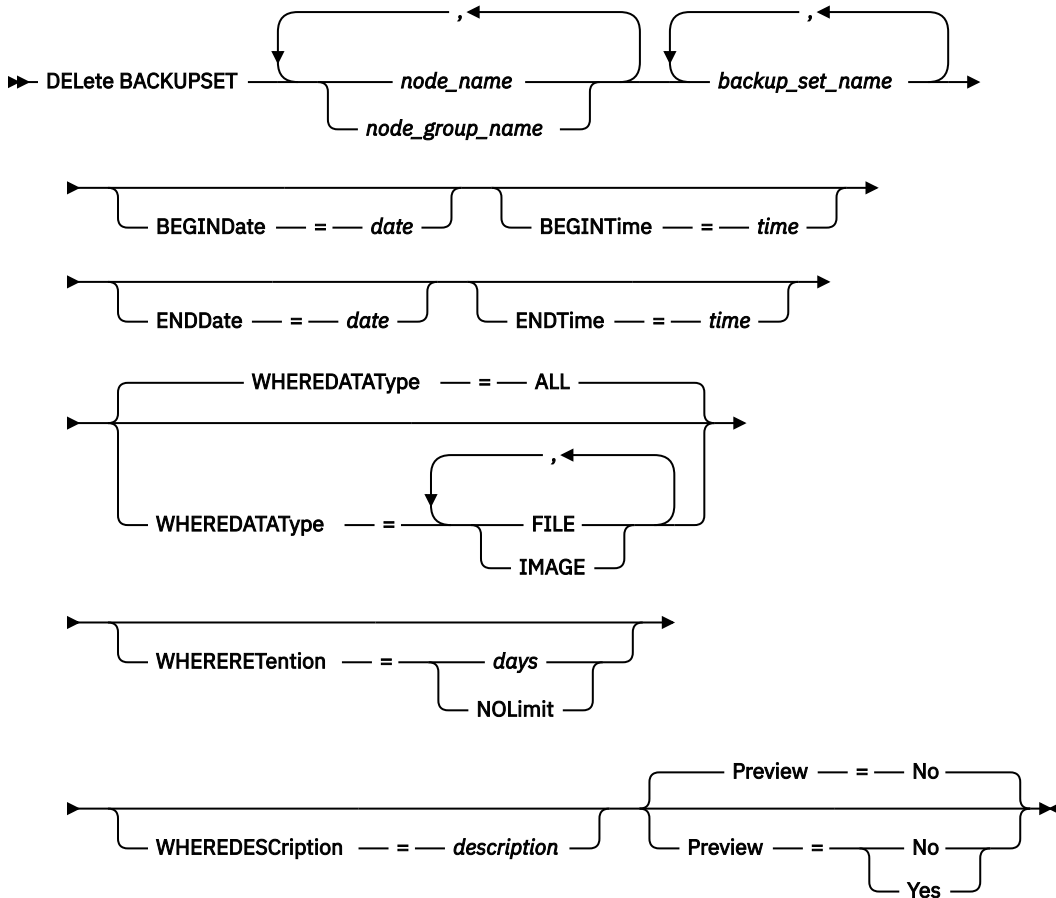 , ,
DELete BACKUPSET node_name backup_set_name
node_group_name
BEGINDate = date BEGINTime = time
ENDDate = date ENDTime = time
WHEREDATAType = ALL
,
WHEREDATAType = FILE
IMAGE
WHERERETention = days
NOLimit
Preview = No
WHEREDESCription = description Preview = No
Yes